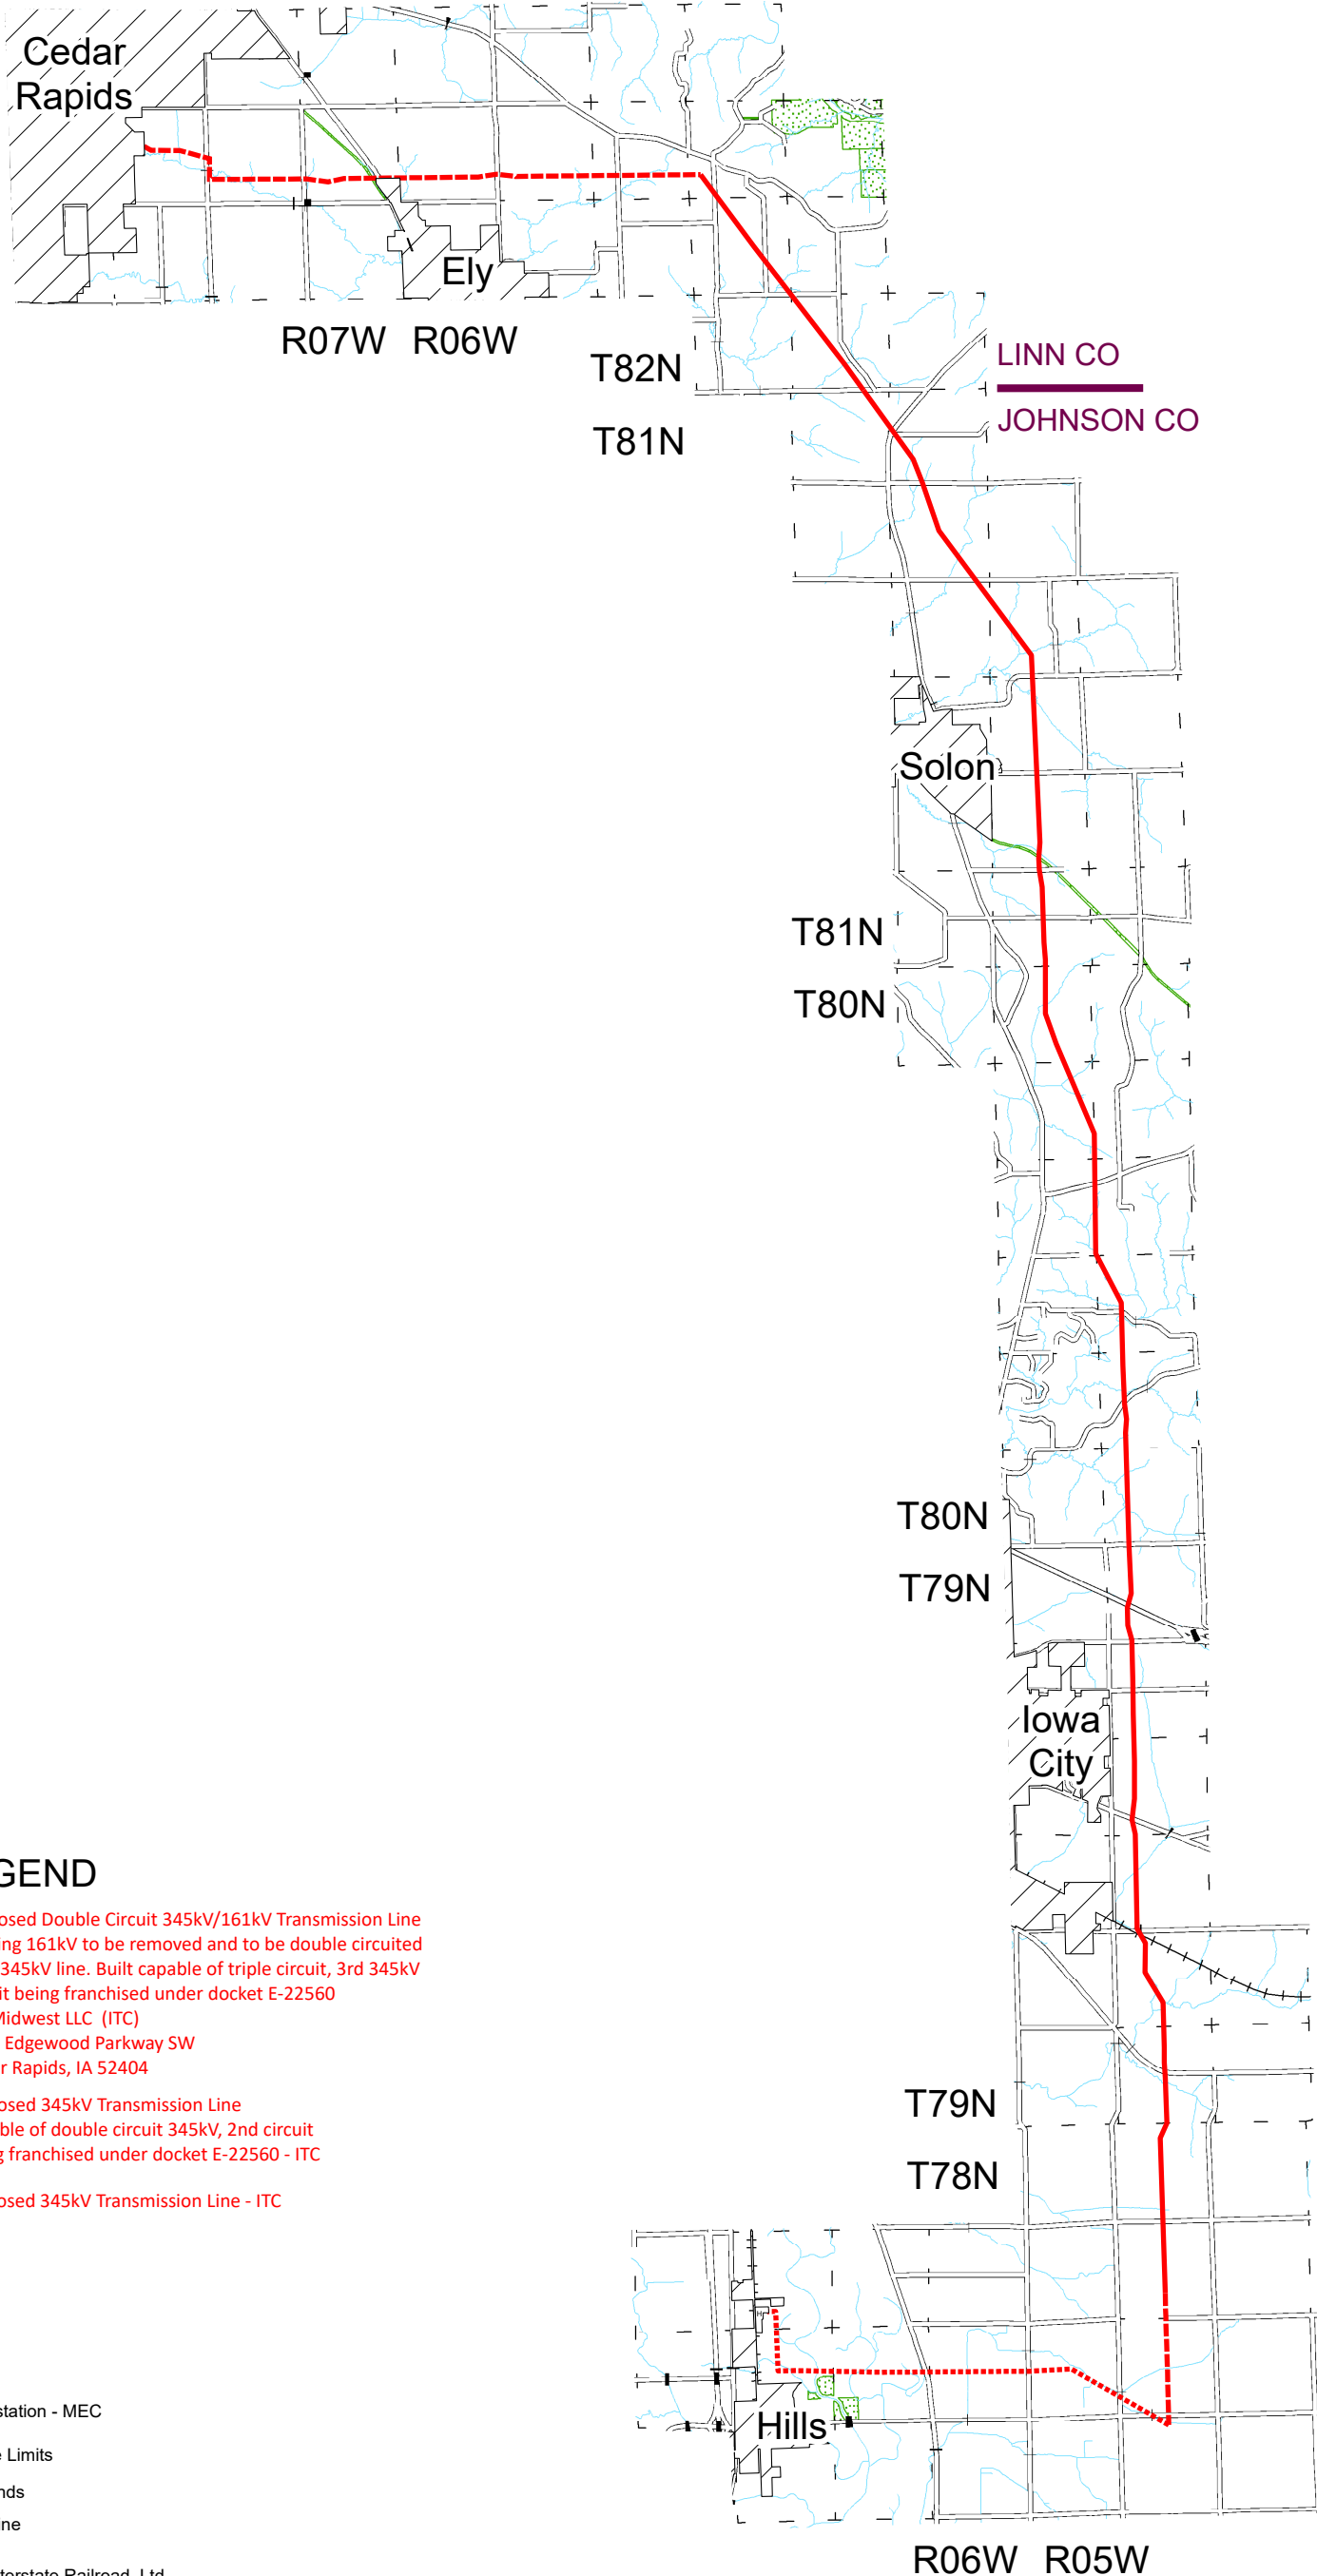 Cedar
Rapids
Ely
R07W R06W
T82N
T81N
LINN CO
JOHNSON CO
Solon
T81N
T80N
T80N
T79N
Iowa
City
GEND
osed Double Circuit 345kV/161kV Transmission Line
ing 161kV to be removed and to be double circuited
345kV line. Built capable of triple circuit, 3rd 345kV
it being franchised under docket E-22560
Midwest LLC (ITC)
Edgewood Parkway SW
r Rapids, IA 52404
osed 345kV Transmission Line
ble of double circuit 345kV, 2nd circuit
g franchised under docket E-22560 - ITC
osed 345kV Transmission Line - ITC
T79N
T78N
H
Hills
station - MEC
e Limits
nds
ine
terstate Railroad, Ltd
R06W R05W